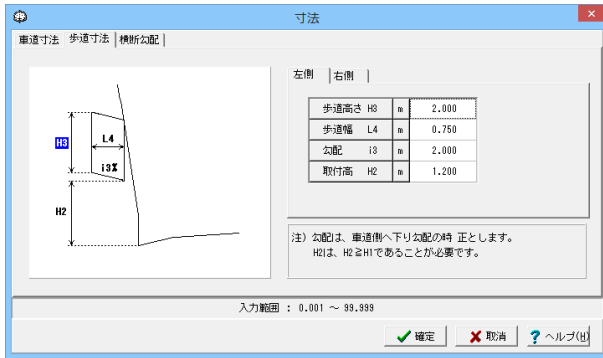 寸法
車道寸法 歩道寸法 横断勾配
左側 右側
H3
L4
i3%
H2
歩道高さ H3 m 2.000
歩道幅 L4 m 0.750
勾配 i3 m 2.000
取付高 H2 m 1.200
注) 勾配は、車道側へ下り勾配の時 正とします。
H2は、H2≧H1であることが必要です。
入力範囲 : 0.001 ～ 99.999
確定 取消 ヘルプ(H)